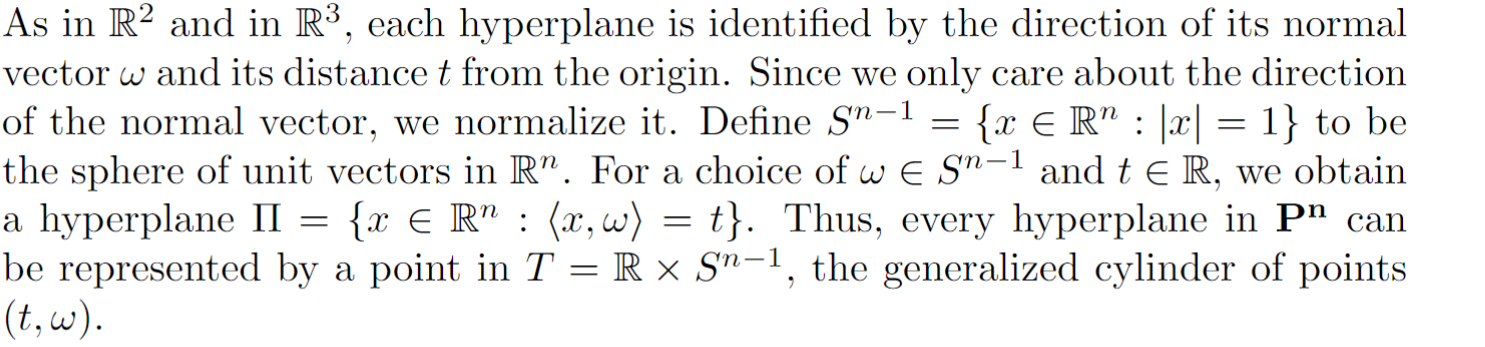 As in ℝ² and in ℝ³, each hyperplane is identified by the direction of its normal
vector ω and its distance t from the origin. Since we only care about the direction
of the normal vector, we normalize it. Define Sⁿ⁻¹ = {x ∈ ℝⁿ : |x| = 1} to be
the sphere of unit vectors in ℝⁿ. For a choice of ω ∈ Sⁿ⁻¹ and t ∈ ℝ, we obtain
a hyperplane Π = {x ∈ ℝⁿ : ⟨x, ω⟩ = t}. Thus, every hyperplane in 𝐏ⁿ can
be represented by a point in T = ℝ × Sⁿ⁻¹, the generalized cylinder of points
(t, ω).